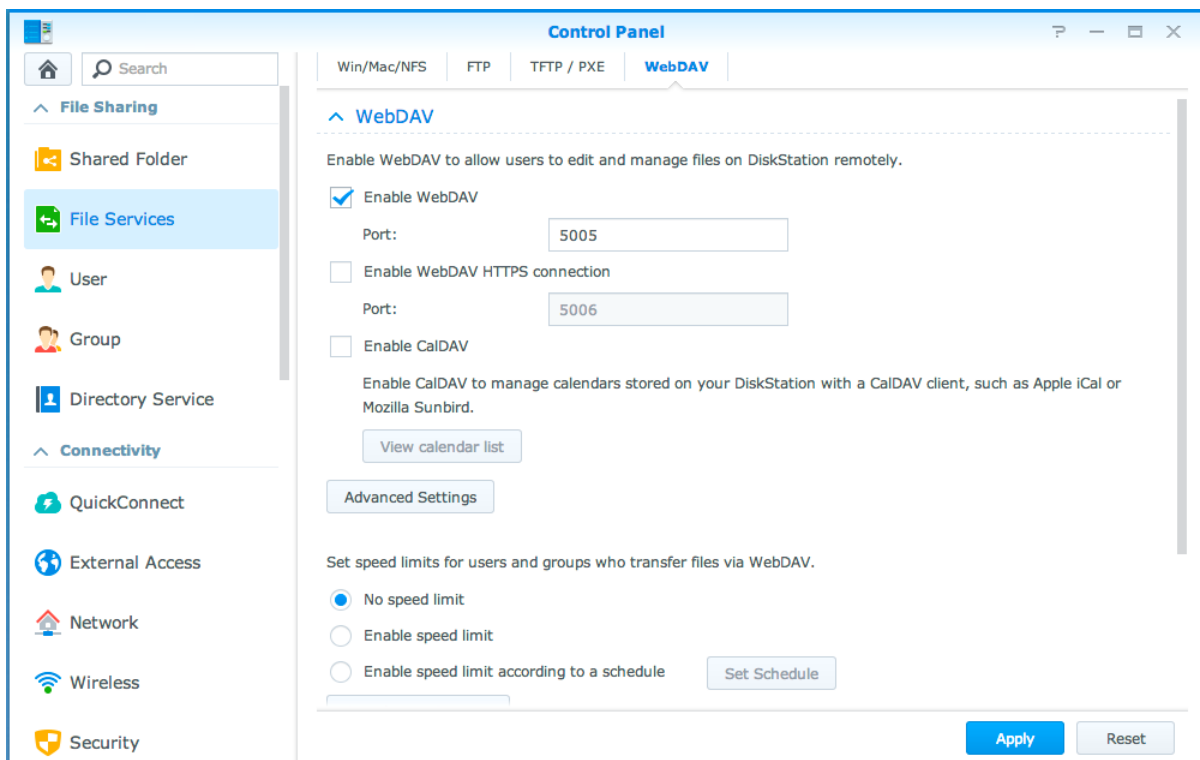 Control Panel
Search
File Sharing
Shared Folder
File Services
User
Group
Directory Service
Connectivity
QuickConnect
External Access
Network
Wireless
Security
Win/Mac/NFS FTP TFTP / PXE WebDAV
WebDAV
Enable WebDAV to allow users to edit and manage files on DiskStation remotely.
Enable WebDAV
Port: 5005
Enable WebDAV HTTPS connection
Port: 5006
Enable CalDAV
Enable CalDAV to manage calendars stored on your DiskStation with a CalDAV client, such as Apple iCal or
Mozilla Sunbird.
View calendar list
Advanced Settings
Set speed limits for users and groups who transfer files via WebDAV.
No speed limit
Enable speed limit
Enable speed limit according to a schedule Set Schedule
Apply Reset